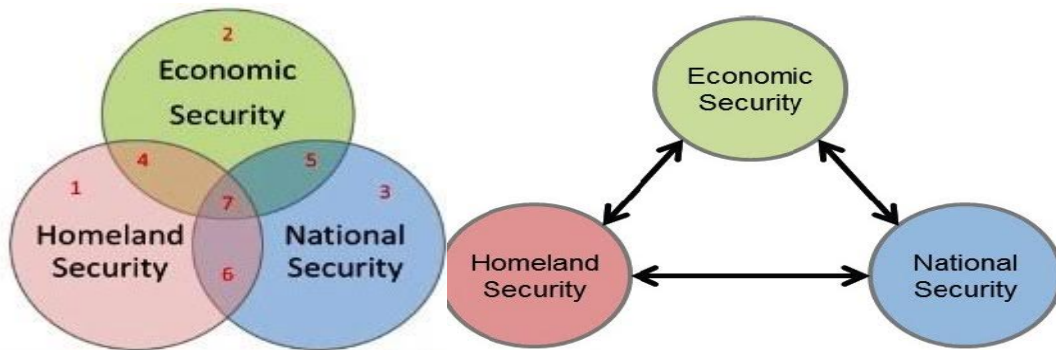 2
Economic
Security
4
5
1
3
7
Homeland
Security
National
Security
6
Economic
Security
Homeland
Security
National
Security